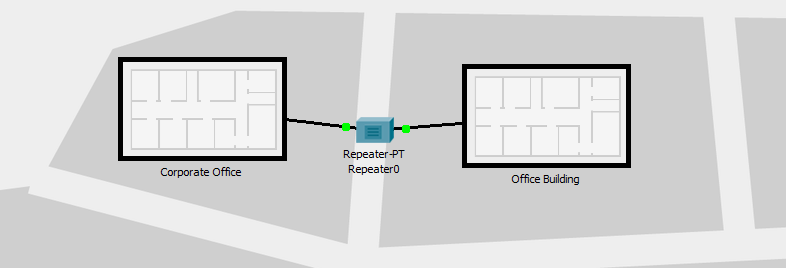 Corporate Office
Repeater-PT
Repeater0
Office Building